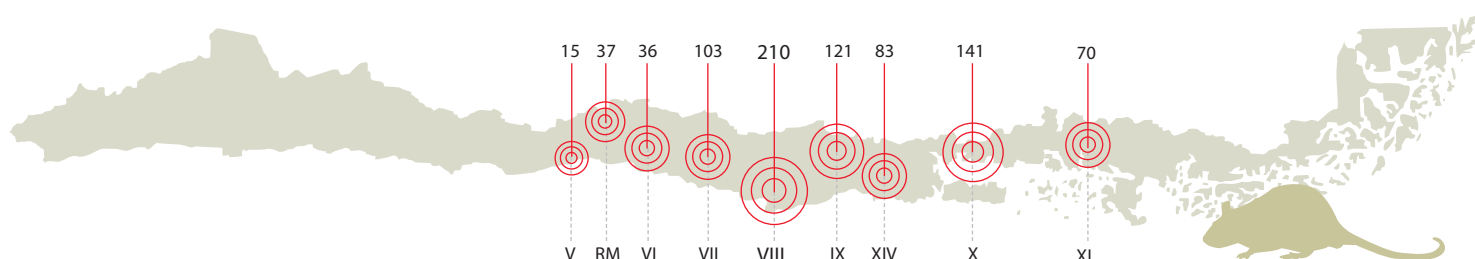 15 37 36 103 210 121 83 141 70
V RM VI VII VIII IX XIV X XI